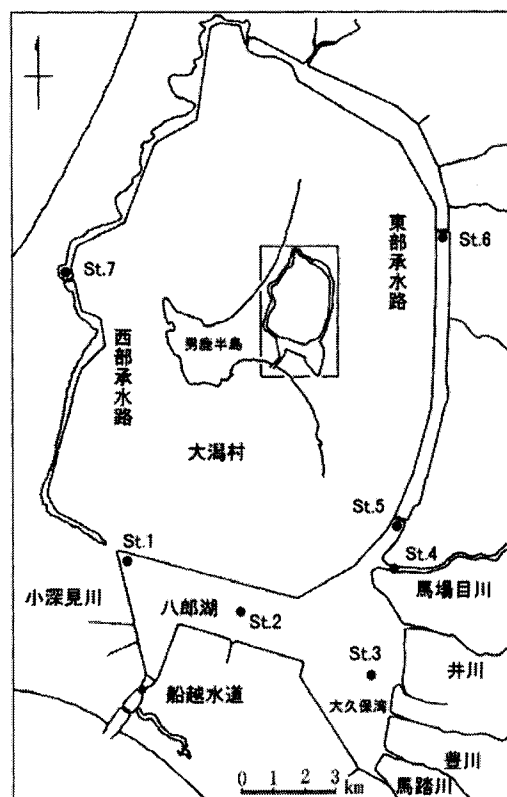 東部承水路
St.6
St.7
男鹿半島
西部承水路
大潟村
St.5
St.1
St.4
小深見川
馬場目川
八郎湖
St.2
St.3
井川
船越水道
大久保湾
豊川
0 1 2 3 km
馬踏川